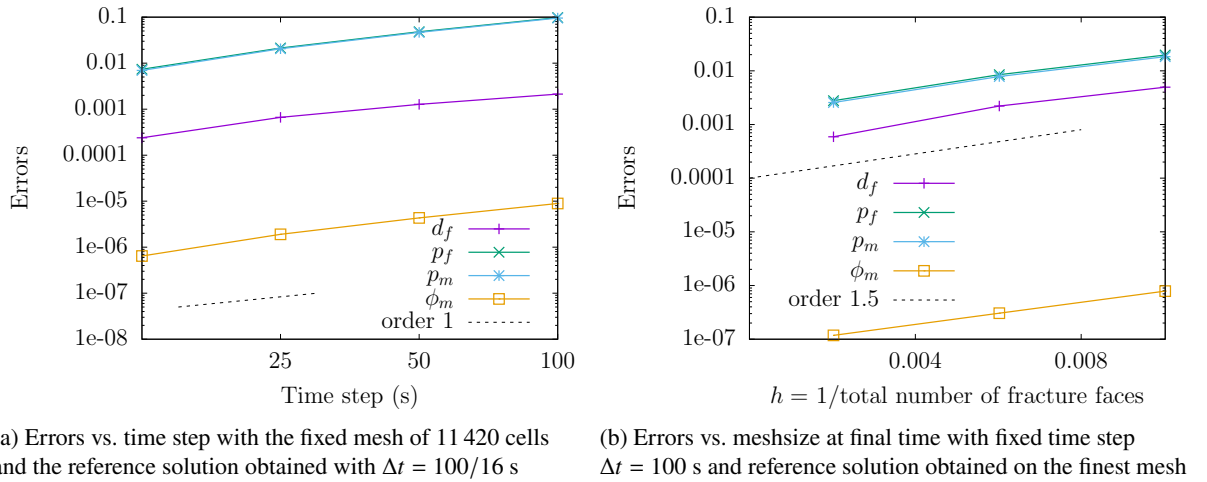 0.1
0.01
0.001
0.0001
1e-05
1e-06
1e-07
1e-08
Errors
25
50
100
Time step (s)
d_f
p_f
p_m
ϕ_m
order 1
a) Errors vs. time step with the fixed mesh of 11 420 cells
and the reference solution obtained with Δt = 100/16 s
0.1
0.01
0.001
0.0001
1e-05
1e-06
1e-07
Errors
0.004
0.008
h = 1/total number of fracture faces
d_f
p_f
p_m
ϕ_m
order 1.5
(b) Errors vs. meshsize at final time with fixed time step
Δt = 100 s and reference solution obtained on the finest mesh